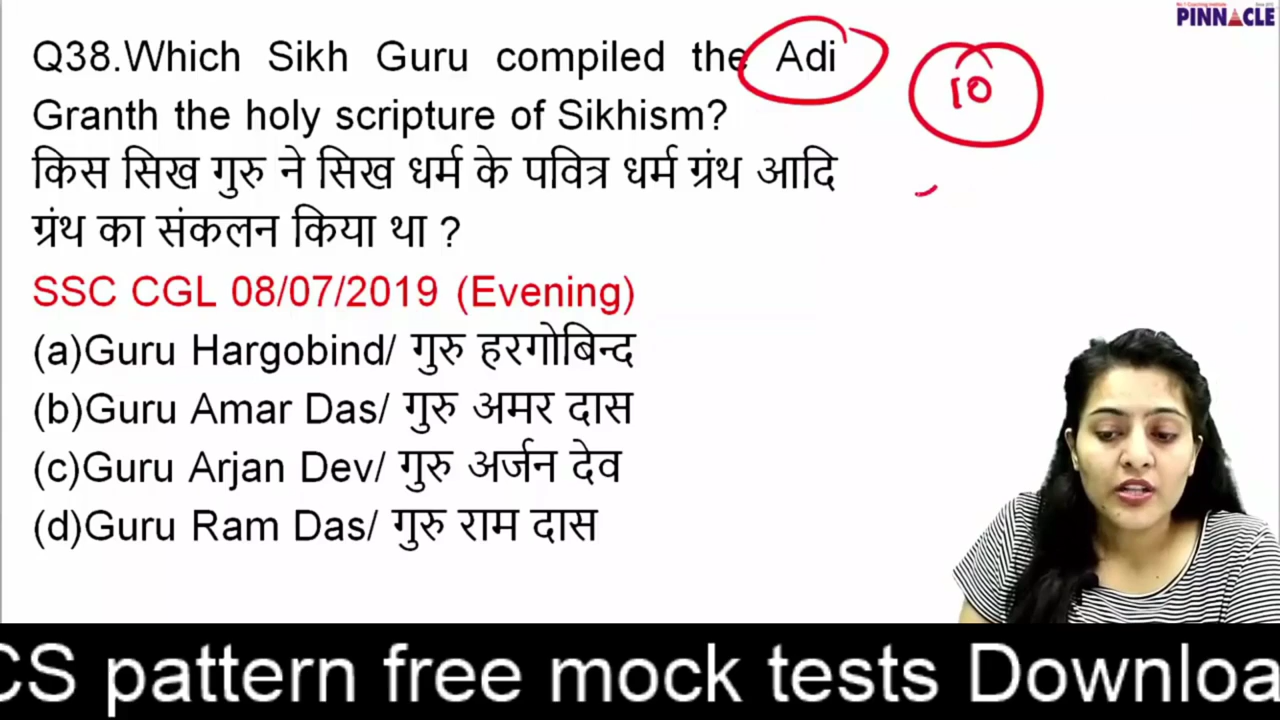 PINNACLE
Q38.Which Sikh Guru compiled the Adi
10
Granth the holy scripture of Sikhism?
किस सिख गुरु ने सिख धर्म के पवित्र धर्म ग्रंथ आदि
ग्रंथ का संकलन किया था ?
SSC CGL 08/07/2019 (Evening)
(a)Guru Hargobind/ गुरु हरगोबिन्द
(b)Guru Amar Das/ गुरु अमर दास
(c)Guru Arjan Dev/ गुरु अर्जन देव
(d)Guru Ram Das/ गुरु राम दास
CS pattern free mock tests Downloa